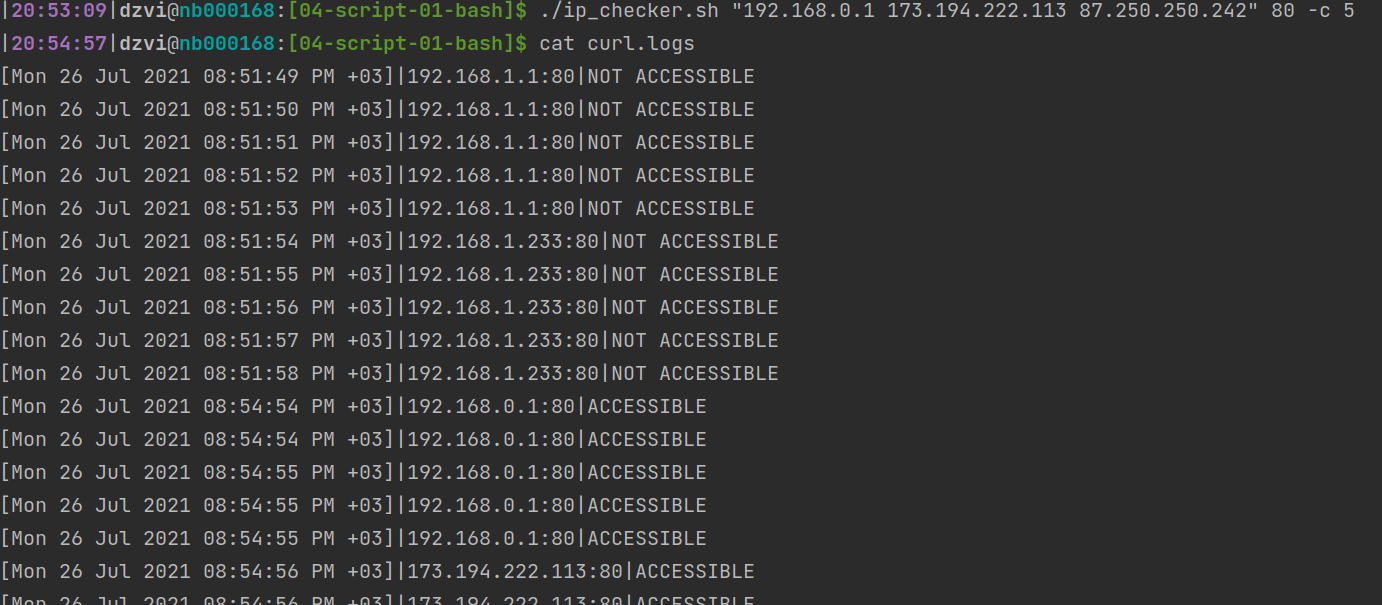 |20:53:09|dzvi@nb000168:[04-script-01-bash]$ ./ip_checker.sh "192.168.0.1 173.194.222.113 87.250.250.242" 80 -c 5
|20:54:57|dzvi@nb000168:[04-script-01-bash]$ cat curl.logs
[Mon 26 Jul 2021 08:51:49 PM +03]|192.168.1.1:80|NOT ACCESSIBLE
[Mon 26 Jul 2021 08:51:50 PM +03]|192.168.1.1:80|NOT ACCESSIBLE
[Mon 26 Jul 2021 08:51:51 PM +03]|192.168.1.1:80|NOT ACCESSIBLE
[Mon 26 Jul 2021 08:51:52 PM +03]|192.168.1.1:80|NOT ACCESSIBLE
[Mon 26 Jul 2021 08:51:53 PM +03]|192.168.1.1:80|NOT ACCESSIBLE
[Mon 26 Jul 2021 08:51:54 PM +03]|192.168.1.233:80|NOT ACCESSIBLE
[Mon 26 Jul 2021 08:51:55 PM +03]|192.168.1.233:80|NOT ACCESSIBLE
[Mon 26 Jul 2021 08:51:56 PM +03]|192.168.1.233:80|NOT ACCESSIBLE
[Mon 26 Jul 2021 08:51:57 PM +03]|192.168.1.233:80|NOT ACCESSIBLE
[Mon 26 Jul 2021 08:51:58 PM +03]|192.168.1.233:80|NOT ACCESSIBLE
[Mon 26 Jul 2021 08:54:54 PM +03]|192.168.0.1:80|ACCESSIBLE
[Mon 26 Jul 2021 08:54:54 PM +03]|192.168.0.1:80|ACCESSIBLE
[Mon 26 Jul 2021 08:54:55 PM +03]|192.168.0.1:80|ACCESSIBLE
[Mon 26 Jul 2021 08:54:55 PM +03]|192.168.0.1:80|ACCESSIBLE
[Mon 26 Jul 2021 08:54:55 PM +03]|192.168.0.1:80|ACCESSIBLE
[Mon 26 Jul 2021 08:54:56 PM +03]|173.194.222.113:80|ACCESSIBLE
[Mon 26 Jul 2021 08:54:56 PM +03]|173.194.222.113:80|ACCESSIBLE